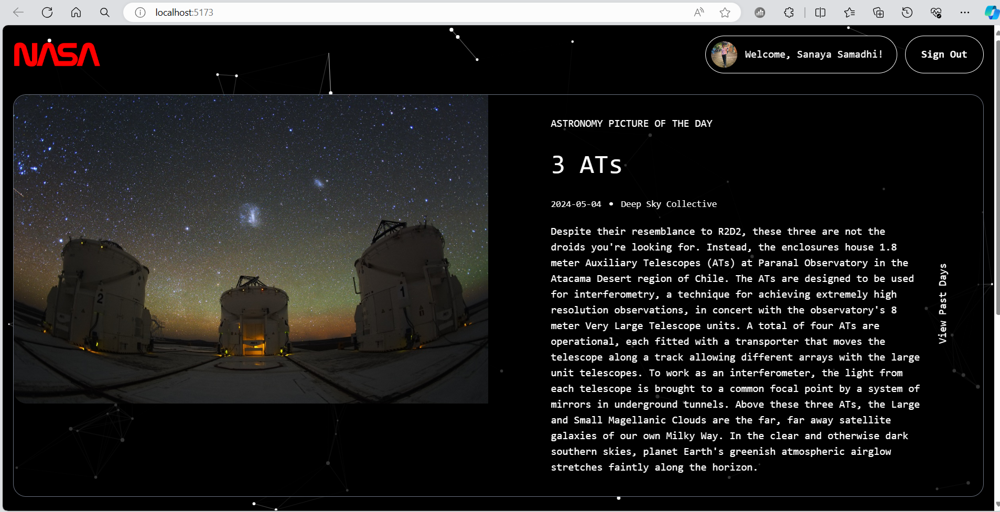 localhost:5173
NASA
Welcome, Sanaya Samadhi!
Sign Out
ASTRONOMY PICTURE OF THE DAY
3 ATs
2024-05-04 • Deep Sky Collective
Despite their resemblance to R2D2, these three are not the
droids you're looking for. Instead, the enclosures house 1.8
meter Auxiliary Telescopes (ATs) at Paranal Observatory in the
Atacama Desert region of Chile. The ATs are designed to be used
for interferometry, a technique for achieving extremely high
resolution observations, in concert with the observatory's 8
meter Very Large Telescope units. A total of four ATs are
operational, each fitted with a transporter that moves the
telescope along a track allowing different arrays with the large
unit telescopes. To work as an interferometer, the light from
each telescope is brought to a common focal point by a system of
mirrors in underground tunnels. Above these three ATs, the Large
and Small Magellanic Clouds are the far, far away satellite
galaxies of our own Milky Way. In the clear and otherwise dark
southern skies, planet Earth's greenish atmospheric airglow
stretches faintly along the horizon.
View Past Days
2
1